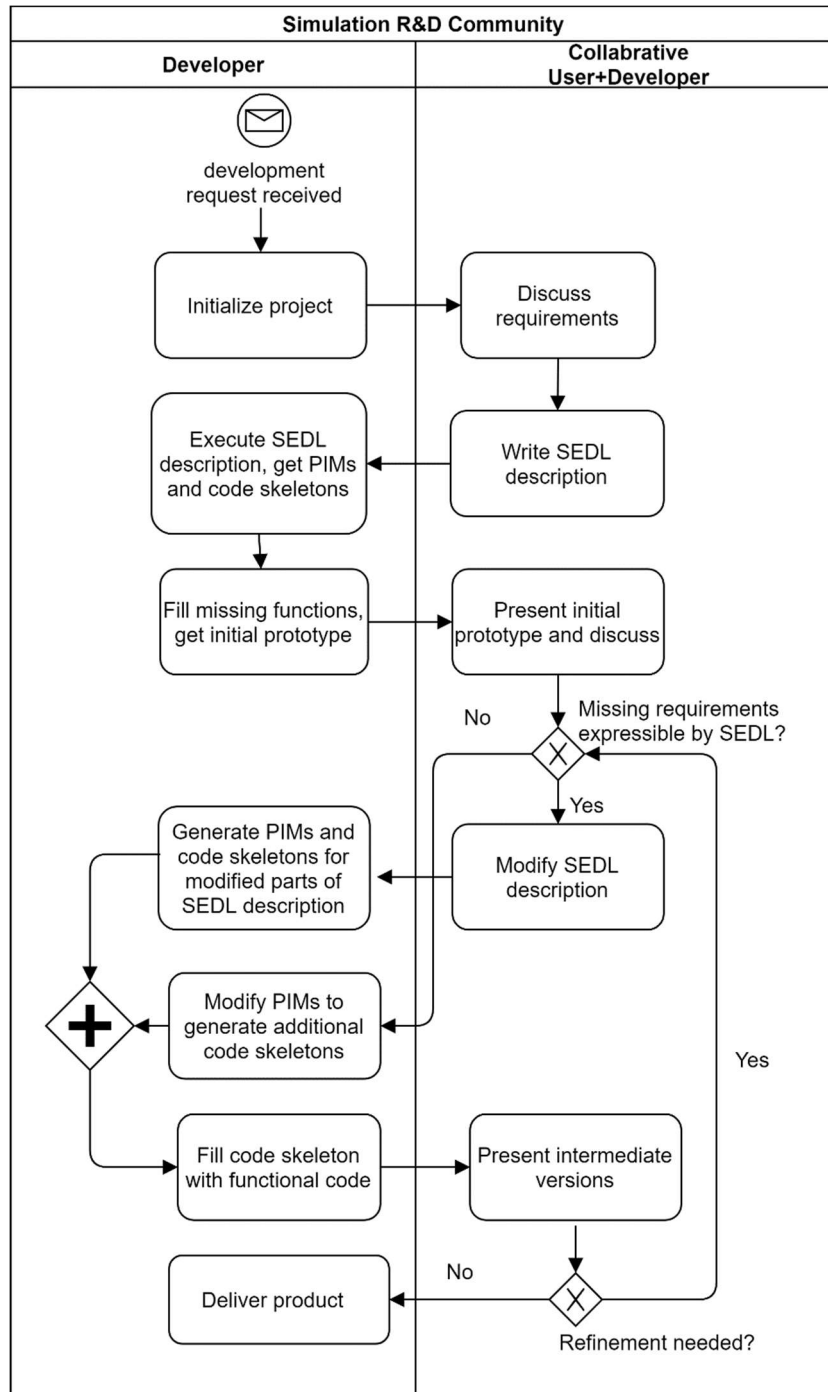 Simulation R&D Community
Developer
Collabrative
User+Developer
development
request received
Initialize project
Discuss
requirements
Execute SEDL
description, get PIMs
and code skeletons
Write SEDL
description
Fill missing functions,
get initial prototype
Present initial
prototype and discuss
No
Missing requirements
expressible by SEDL?
X
Yes
Generate PIMs and
code skeletons for
modified parts of
SEDL description
Modify SEDL
description
Modify PIMs to
generate additional
code skeletons
Yes
Fill code skeleton
with functional code
Present intermediate
versions
No
Deliver product
X
Refinement needed?